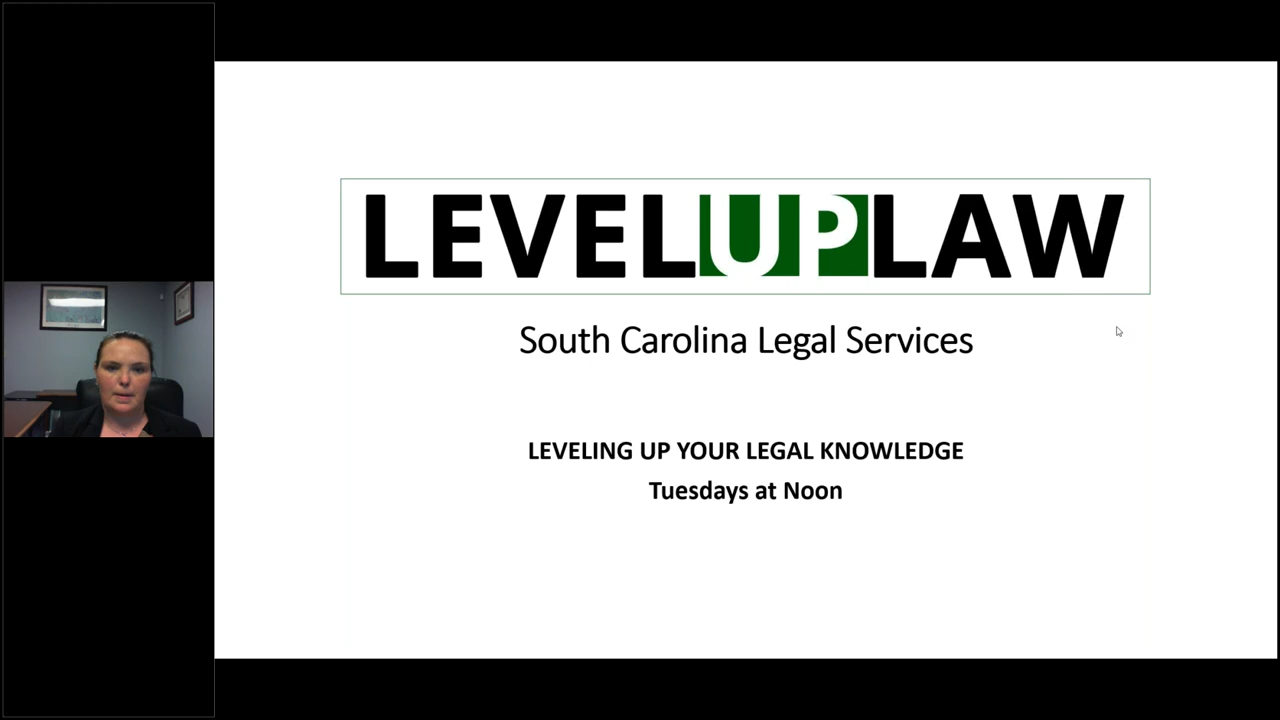 LEVELUPLAW
South Carolina Legal Services
LEVELING UP YOUR LEGAL KNOWLEDGE
Tuesdays at Noon